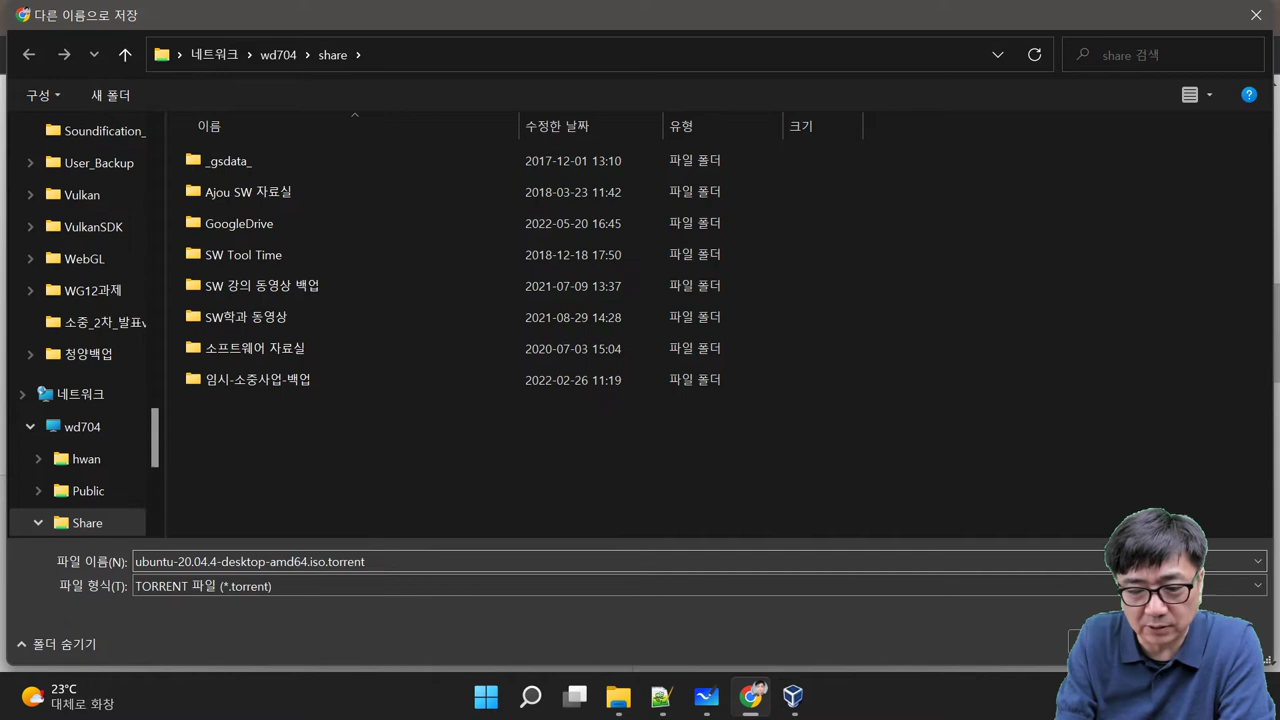 다른 이름으로 저장
네트워크 > wd704 > share >
share 검색
구성
새 폴더
이름 수정한 날짜 유형 크기
Soundification_
User_Backup
Vulkan
VulkanSDK
WebGL
WG12과제
소중_2차_발표v
청양백업
네트워크
wd704
hwan
Public
Share
_gsdata_ 2017-12-01 13:10 파일 폴더
Ajou SW 자료실 2018-03-23 11:42 파일 폴더
GoogleDrive 2022-05-20 16:45 파일 폴더
SW Tool Time 2018-12-18 17:50 파일 폴더
SW 강의 동영상 백업 2021-07-09 13:37 파일 폴더
SW학과 동영상 2021-08-29 14:28 파일 폴더
소프트웨어 자료실 2020-07-03 15:04 파일 폴더
임시-소중사업-백업 2022-02-26 11:19 파일 폴더
파일 이름(N): ubuntu-20.04.4-desktop-amd64.iso.torrent
파일 형식(T): TORRENT 파일 (*.torrent)
폴더 숨기기
23°C
대체로 화창